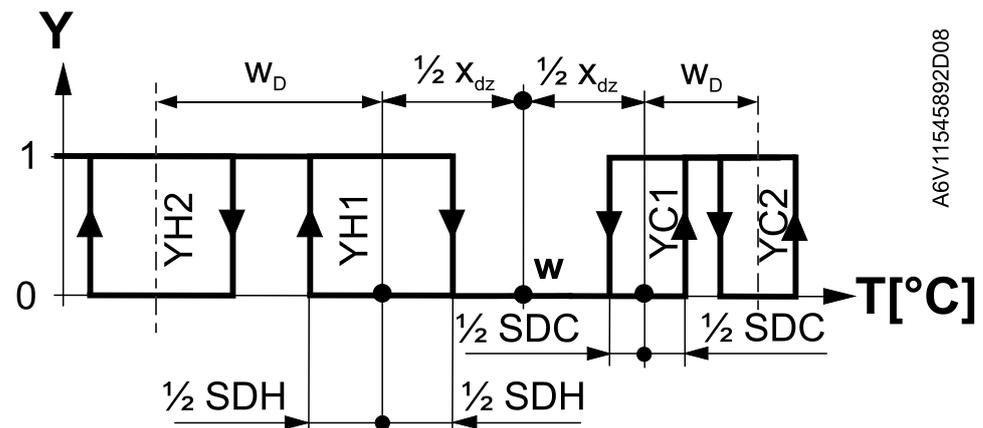 Y
w_D ½ x_dz ½ x_dz w_D
1
YH2 YH1 YC1 YC2
w
0 T[°C]
½ SDC ½ SDC
½ SDH ½ SDH
A6V11545892D08